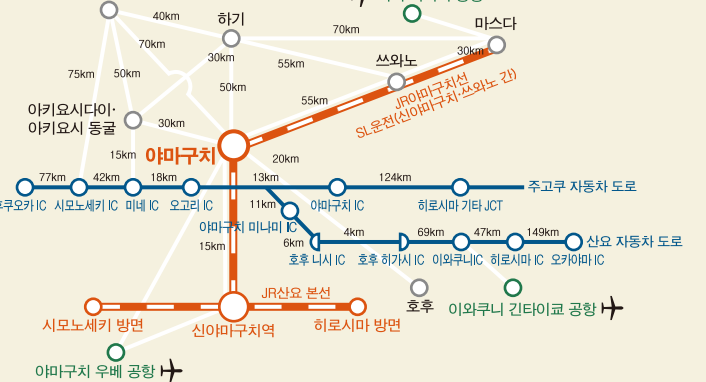 40km
하기
마스다
70km
70km
30km
30km
쓰와노
55km
75km
50km
50km
55km
JR야마구치선
SL운전(신야마구치·쓰와노 간)
아키요시다이·
아키요시 동굴
30km
15km
야마구치
20km
77km
42km
18km
13km
124km
주고쿠 자동차 도로
후쿠오카 IC
시모노세키 IC
미네 IC
오고리 IC
야마구치 IC
히로시마 기타 JCT
11km
야마구치 미나미 IC
15km
6km
4km
69km
47km
149km
산요 자동차 도로
호후 니시 IC
호후 히가시 IC
이와쿠니IC
히로시마 IC
오카야마 IC
JR산요 본선
호후
이와쿠니 긴타이쿄 공항
시모노세키 방면
신야마구치역
히로시마 방면
야마구치 우베 공항